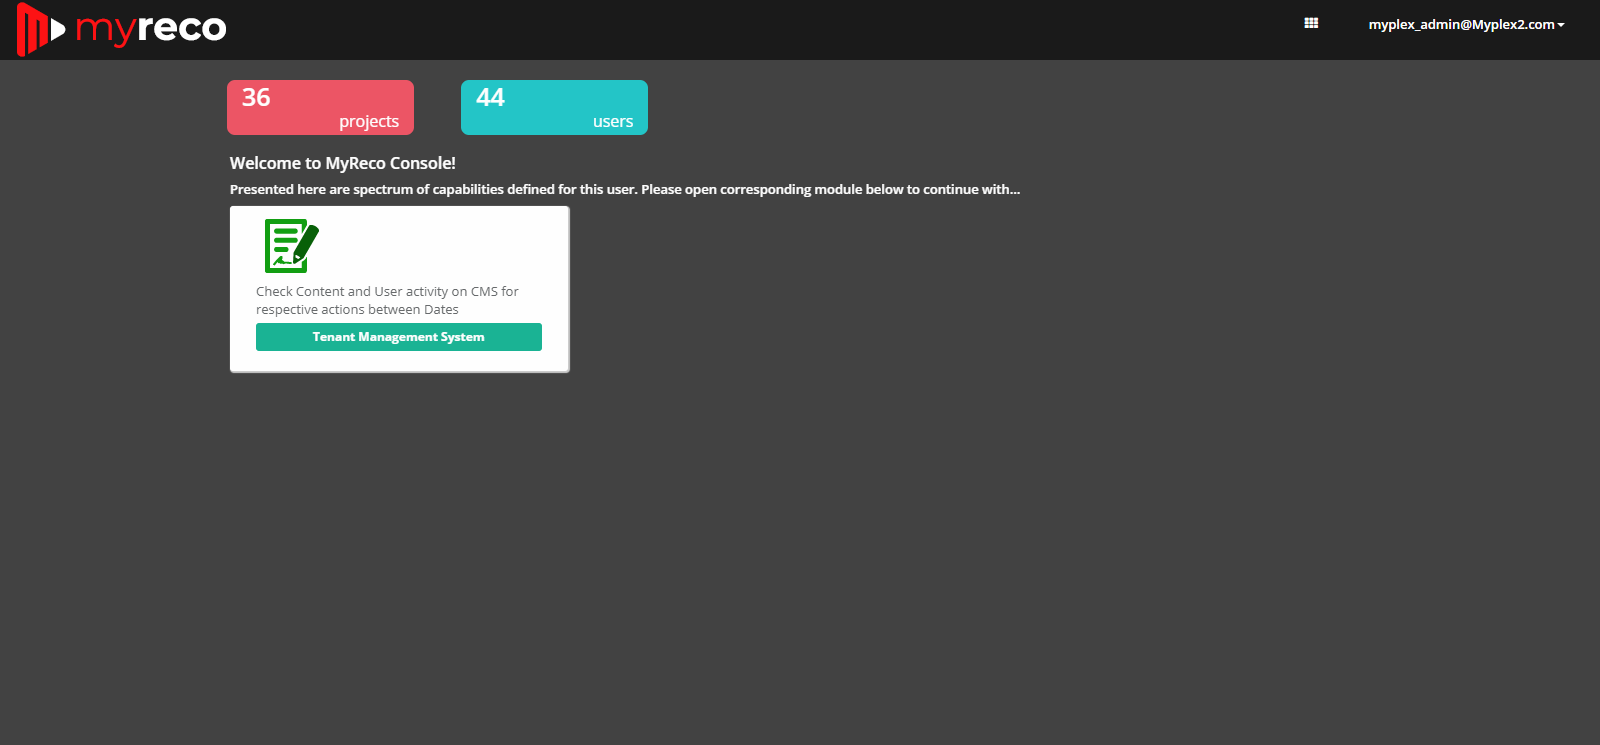 myreco
myplex_admin@Myplex2.com
36
projects
44
users
Welcome to MyReco Console!
Presented here are spectrum of capabilities defined for this user. Please open corresponding module below to continue with...
Check Content and User activity on CMS for
respective actions between Dates
Tenant Management System